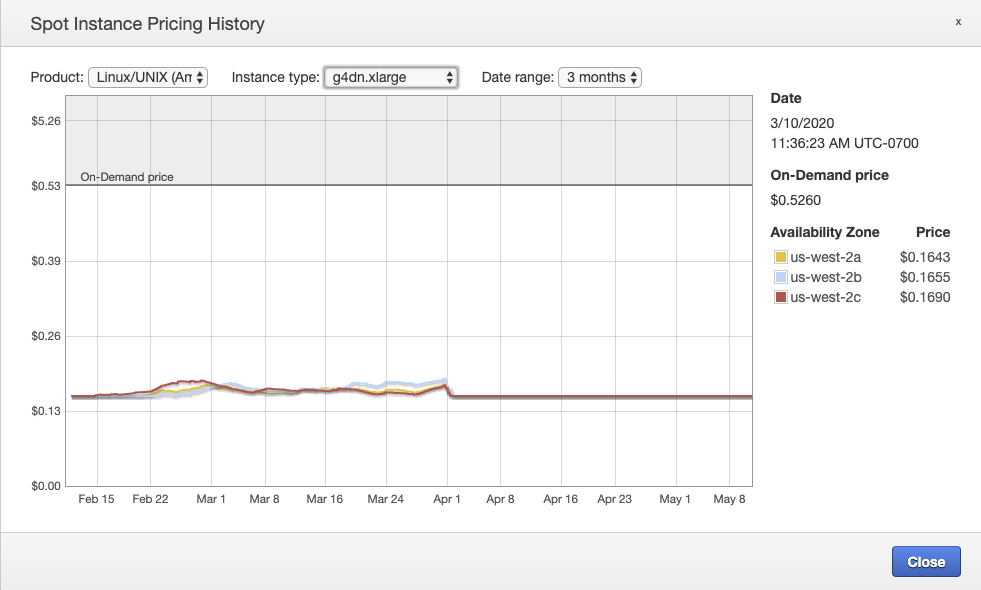 Spot Instance Pricing History
x
Product: Linux/UNIX (Am Instance type: g4dn.xlarge Date range: 3 months
$5.26
On-Demand price
$0.53
$0.39
$0.26
$0.13
$0.00
Feb 15 Feb 22 Mar 1 Mar 8 Mar 16 Mar 24 Apr 1 Apr 8 Apr 16 Apr 23 May 1 May 8
Date
3/10/2020
11:36:23 AM UTC-0700
On-Demand price
$0.5260
Availability Zone Price
us-west-2a $0.1643
us-west-2b $0.1655
us-west-2c $0.1690
Close